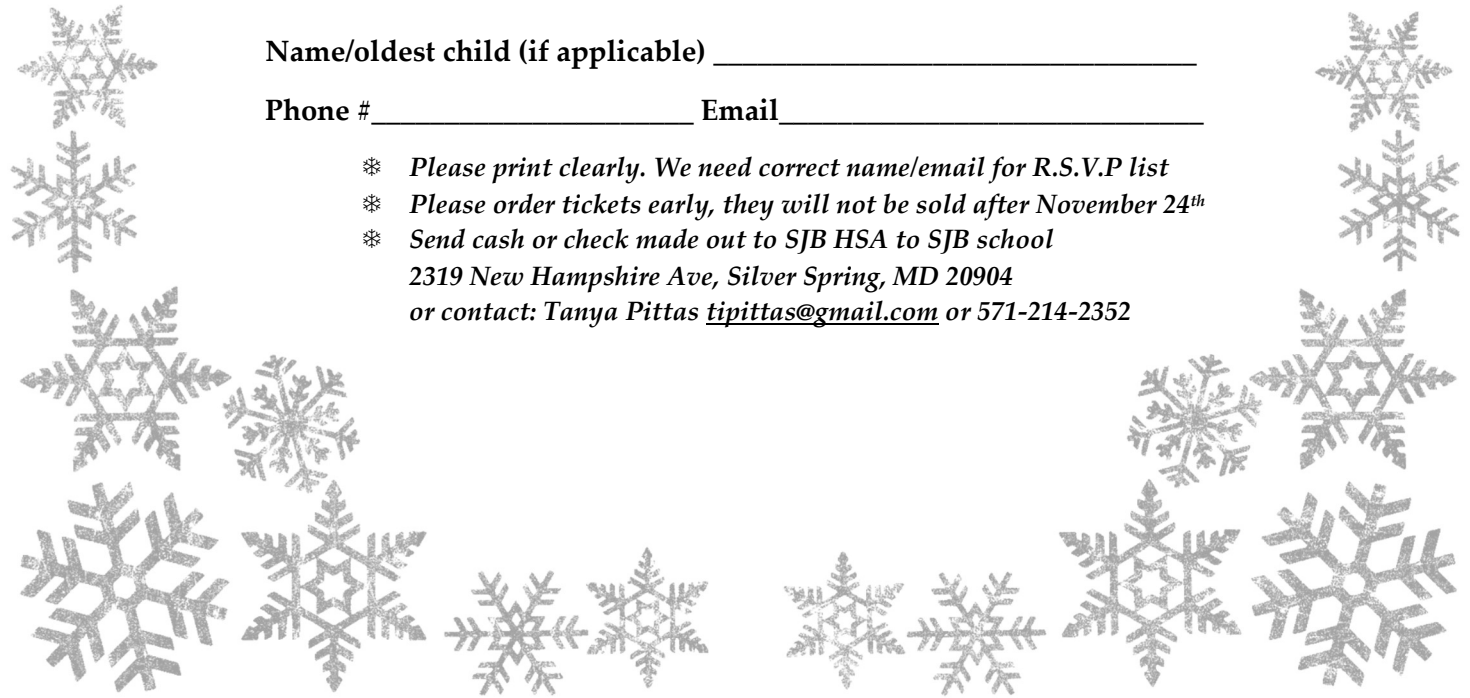 Name/oldest child (if applicable) __________________________________
Phone #_______________________ Email______________________________
❄ Please print clearly. We need correct name/email for R.S.V.P list
❄ Please order tickets early, they will not be sold after November 24th
❄ Send cash or check made out to SJB HSA to SJB school
2319 New Hampshire Ave, Silver Spring, MD 20904
or contact: Tanya Pittas tipittas@gmail.com or 571-214-2352